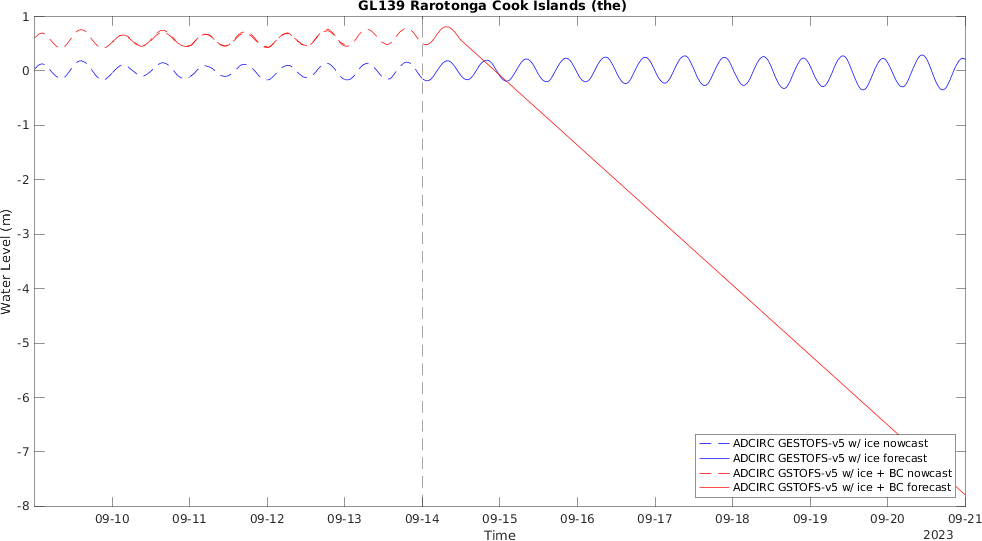 GL139 Rarotonga Cook Islands (the)
1
0
-1
-2
-3
-4
-5
-6
-7
-8
Water Level (m)
ADCIRC GESTOFS-v5 w/ ice nowcast
ADCIRC GESTOFS-v5 w/ ice forecast
ADCIRC GSTOFS-v5 w/ ice + BC nowcast
ADCIRC GSTOFS-v5 w/ ice + BC forecast
09-10 09-11 09-12 09-13 09-14 09-15 09-16 09-17 09-18 09-19 09-20 09-21
Time
2023